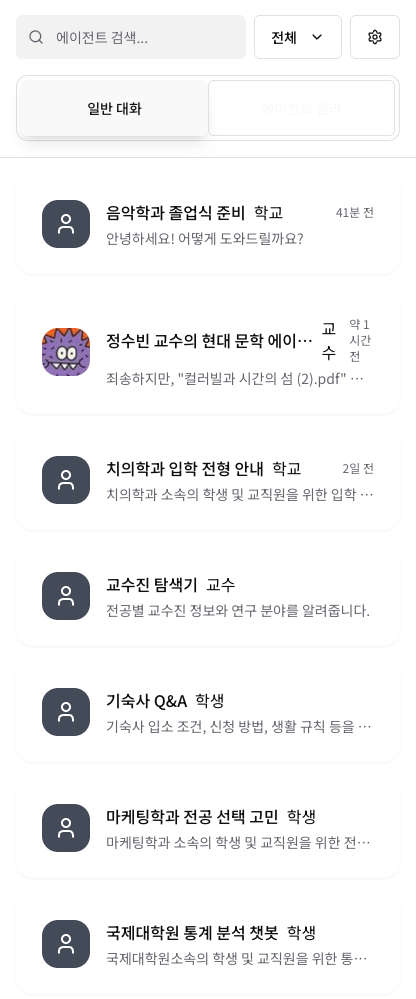 에이전트 검색...
전체
일반 대화
에이전트 관리
음악학과 졸업식 준비 학교 41분 전
안녕하세요! 어떻게 도와드릴까요?
정수빈 교수의 현대 문학 에이... 교수 약 1시간 전
죄송하지만, "컬러빌과 시간의 섬 (2).pdf" ...
치의학과 입학 전형 안내 학교 2일 전
치의학과 소속의 학생 및 교직원을 위한 입학 ...
교수진 탐색기 교수
전공별 교수진 정보와 연구 분야를 알려줍니다.
기숙사 Q&A 학생
기숙사 입소 조건, 신청 방법, 생활 규칙 등을 ...
마케팅학과 전공 선택 고민 학생
마케팅학과 소속의 학생 및 교직원을 위한 전...
국제대학원 통계 분석 챗봇 학생
국제대학원소속의 학생 및 교직원을 위한 통...